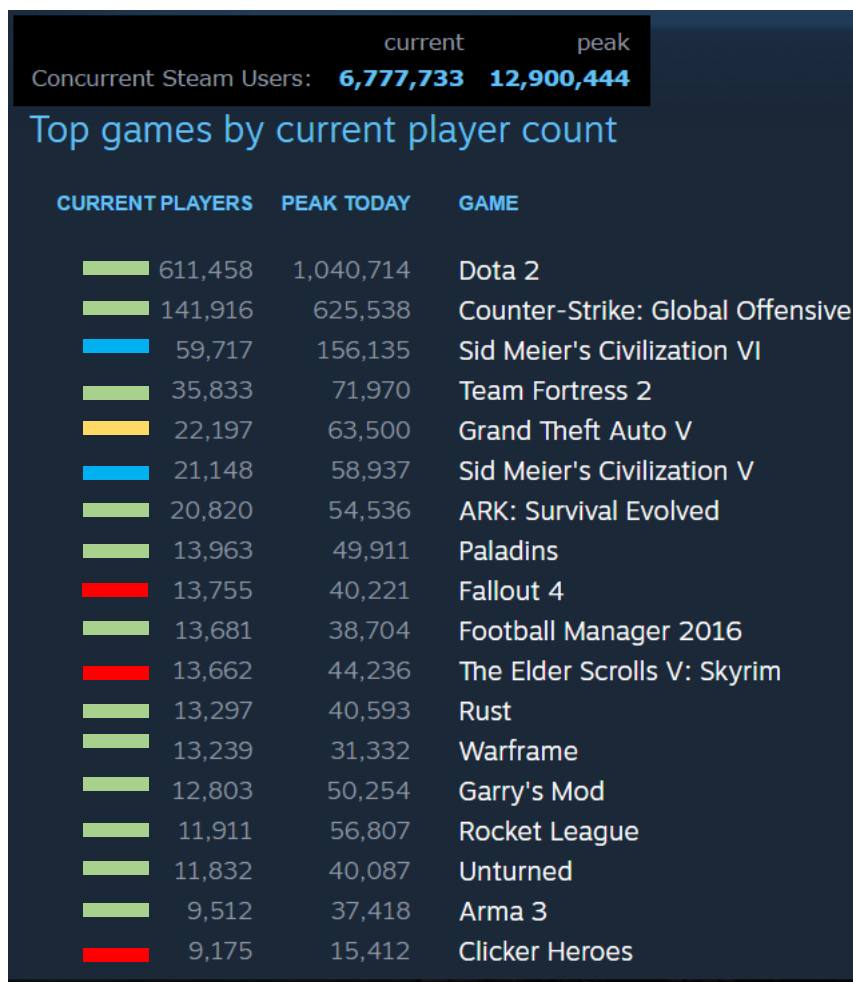 current peak
Concurrent Steam Users: 6,777,733 12,900,444
Top games by current player count
CURRENT PLAYERS PEAK TODAY GAME
611,458 1,040,714 Dota 2
141,916 625,538 Counter-Strike: Global Offensive
59,717 156,135 Sid Meier's Civilization VI
35,833 71,970 Team Fortress 2
22,197 63,500 Grand Theft Auto V
21,148 58,937 Sid Meier's Civilization V
20,820 54,536 ARK: Survival Evolved
13,963 49,911 Paladins
13,755 40,221 Fallout 4
13,681 38,704 Football Manager 2016
13,662 44,236 The Elder Scrolls V: Skyrim
13,297 40,593 Rust
13,239 31,332 Warframe
12,803 50,254 Garry's Mod
11,911 56,807 Rocket League
11,832 40,087 Unturned
9,512 37,418 Arma 3
9,175 15,412 Clicker Heroes